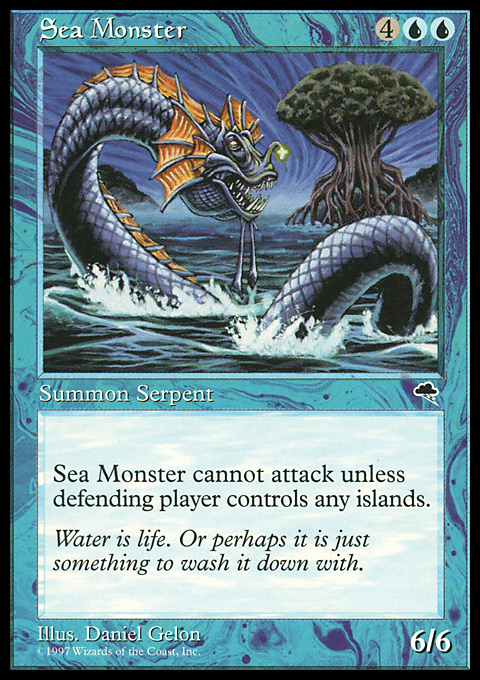 Sea Monster 4
Summon Serpent
Sea Monster cannot attack unless
defending player controls any islands.
Water is life. Or perhaps it is just
something to wash it down with.
Illus. Daniel Gelon
©1997 Wizards of the Coast, Inc.
6/6